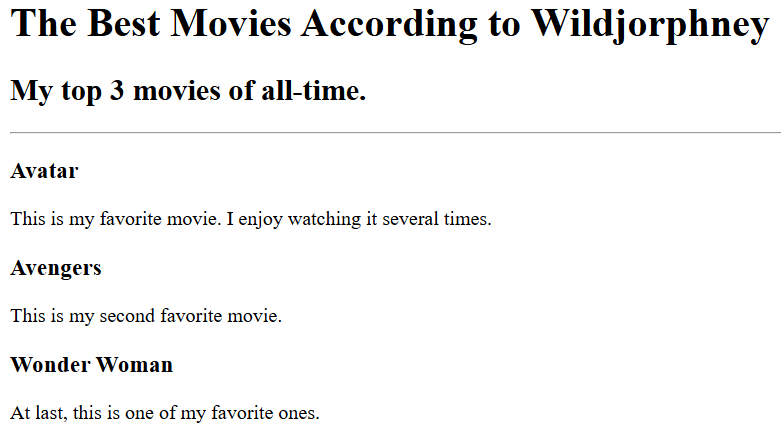 The Best Movies According to Wildjorphney
My top 3 movies of all-time.
Avatar
This is my favorite movie. I enjoy watching it several times.
Avengers
This is my second favorite movie.
Wonder Woman
At last, this is one of my favorite ones.